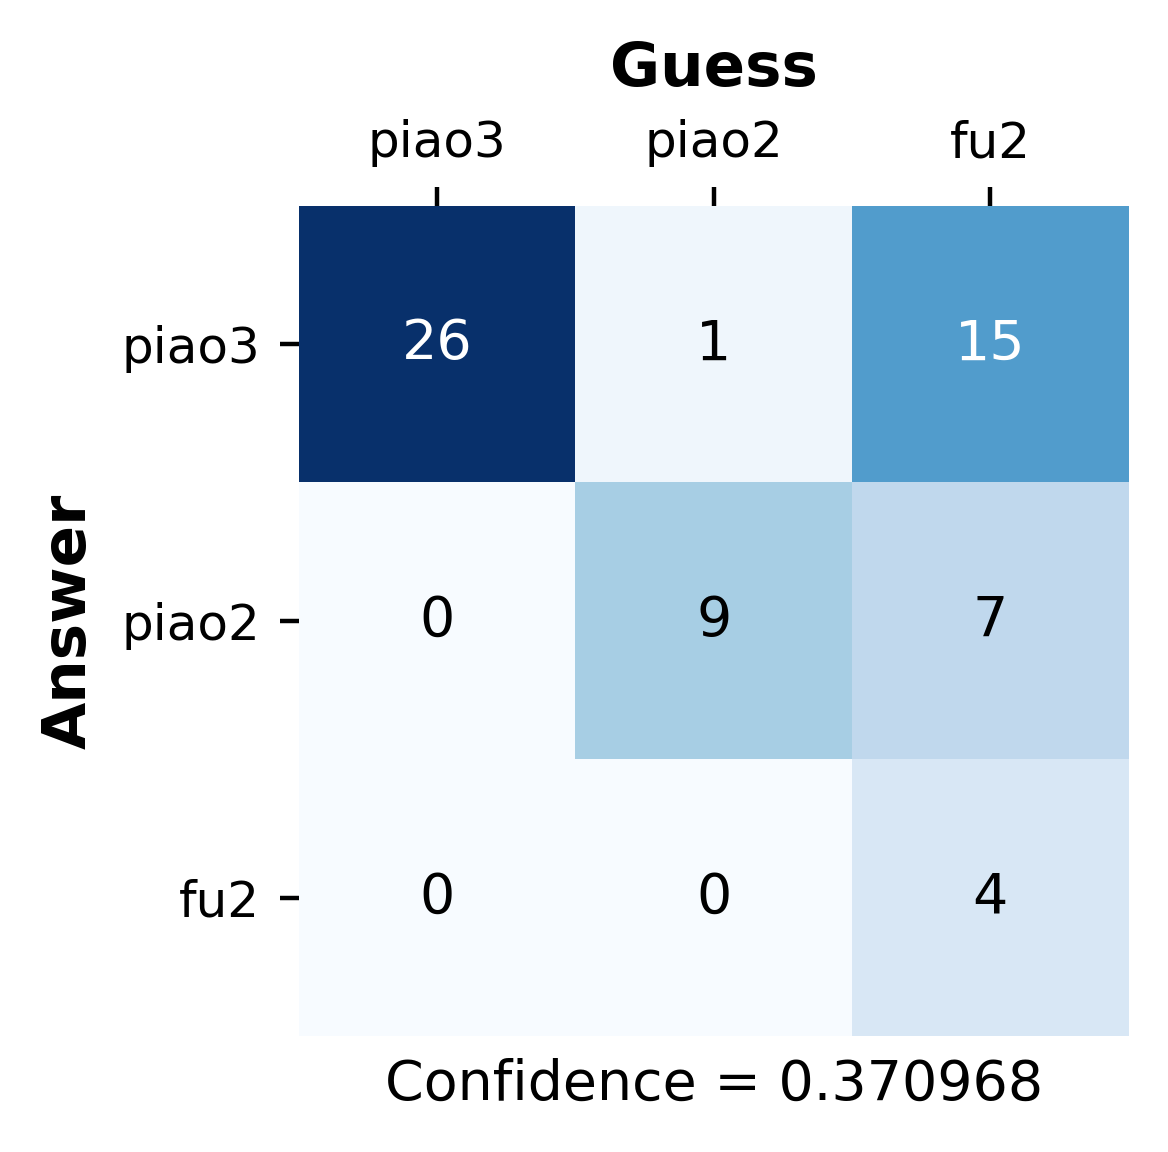 Guess
piao3 piao2 fu2
Answer
piao3 26 1 15
piao2 0 9 7
fu2 0 0 4
Confidence = 0.370968